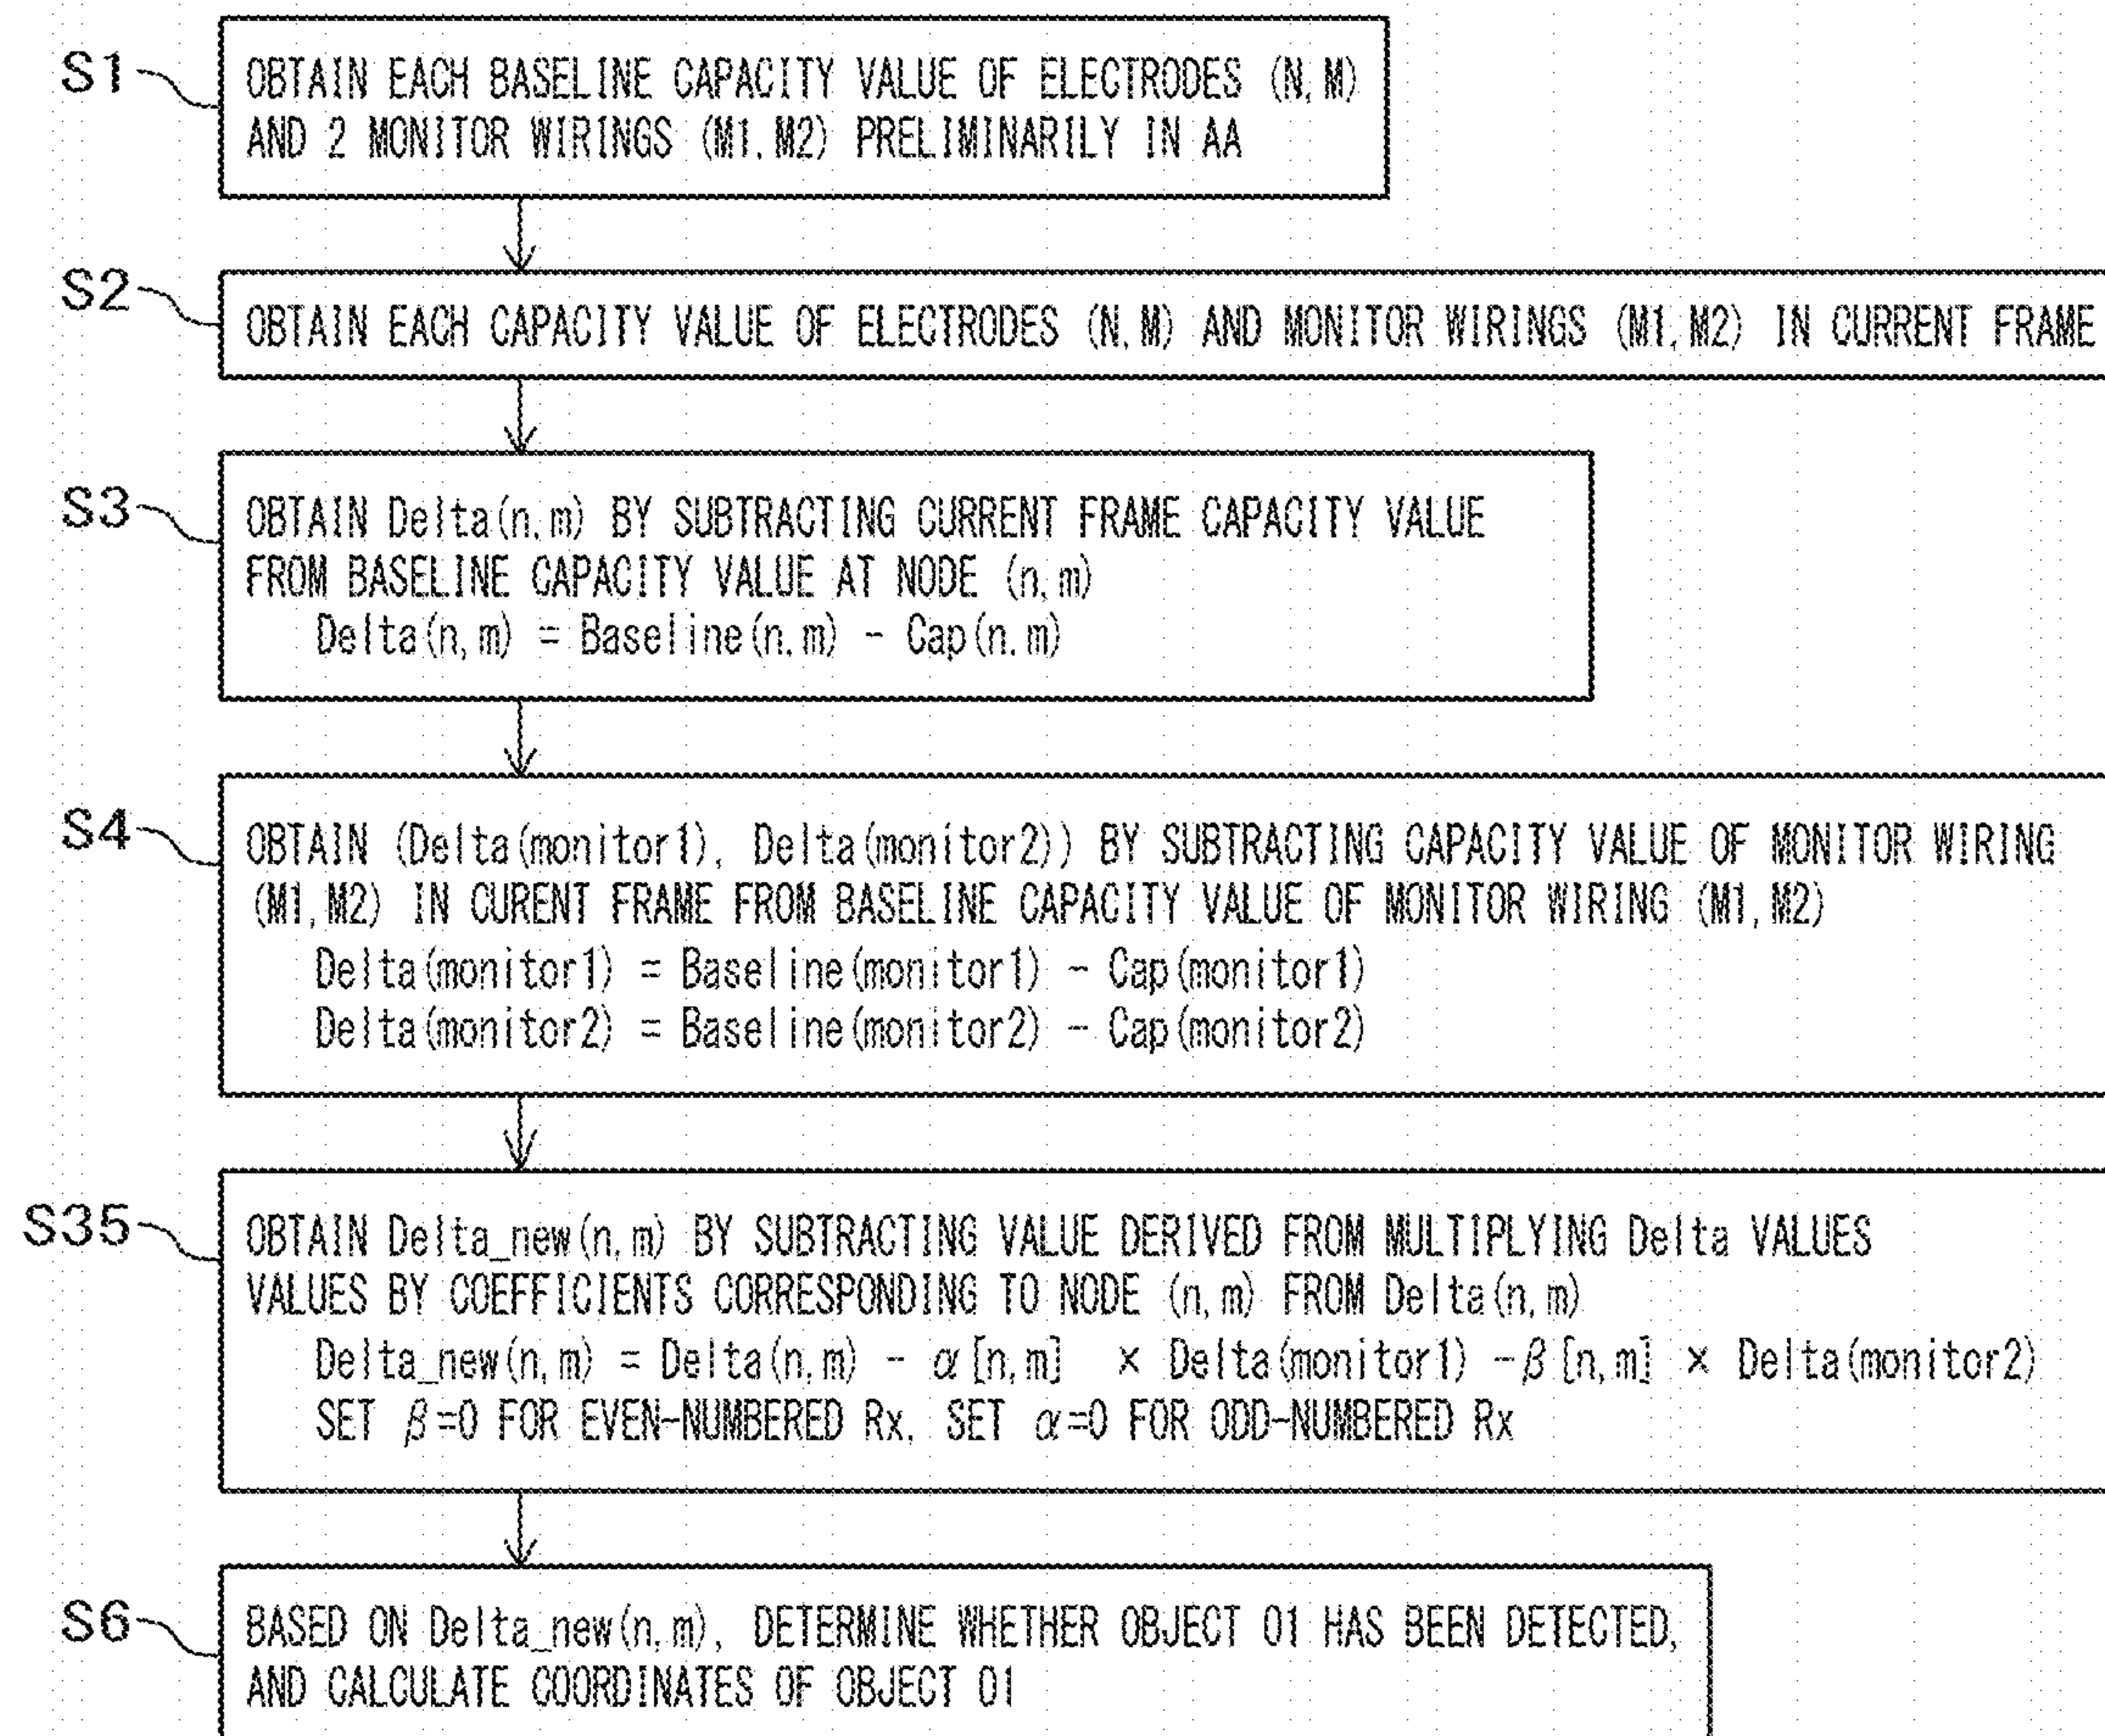 S1
OBTAIN EACH BASELINE CAPACITY VALUE OF ELECTRODES (N, M)
AND 2 MONITOR WIRINGS (M1, M2) PRELIMINARILY IN AA
S2
OBTAIN EACH CAPACITY VALUE OF ELECTRODES (N, M) AND MONITOR WIRINGS (M1, M2) IN CURRENT FRAME
S3
OBTAIN Delta(n, m) BY SUBTRACTING CURRENT FRAME CAPACITY VALUE
FROM BASELINE CAPACITY VALUE AT NODE (n, m)
Delta(n, m) = Baseline(n, m) - Cap(n, m)
S4
OBTAIN (Delta(monitor1), Delta(monitor2)) BY SUBTRACTING CAPACITY VALUE OF MONITOR WIRING
(M1, M2) IN CURENT FRAME FROM BASELINE CAPACITY VALUE OF MONITOR WIRING (M1, M2)
Delta(monitor1) = Baseline(monitor1) - Cap(monitor1)
Delta(monitor2) = Baseline(monitor2) - Cap(monitor2)
S35
OBTAIN Delta_new(n, m) BY SUBTRACTING VALUE DERIVED FROM MULTIPLYING Delta VALUES
VALUES BY COEFFICIENTS CORRESPONDING TO NODE (n, m) FROM Delta(n, m)
Delta_new(n, m) = Delta(n, m) - α[n, m] × Delta(monitor1) -β[n, m] × Delta(monitor2)
SET β=0 FOR EVEN-NUMBERED Rx, SET α=0 FOR ODD-NUMBERED Rx
S6
BASED ON Delta_new(n, m), DETERMINE WHETHER OBJECT O1 HAS BEEN DETECTED,
AND CALCULATE COORDINATES OF OBJECT O1